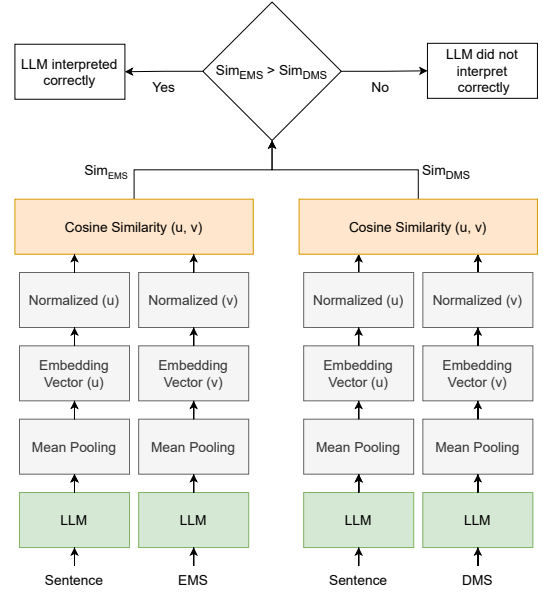 LLM interpreted
correctly
Sim_EMS > Sim_DMS
LLM did not
interpret
correctly
Yes
No
Sim_EMS
Sim_DMS
Cosine Similarity (u, v)
Cosine Similarity (u, v)
Normalized (u)
Normalized (v)
Normalized (u)
Normalized (v)
Embedding
Vector (u)
Embedding
Vector (v)
Embedding
Vector (u)
Embedding
Vector (v)
Mean Pooling
Mean Pooling
Mean Pooling
Mean Pooling
LLM
LLM
LLM
LLM
Sentence
EMS
Sentence
DMS